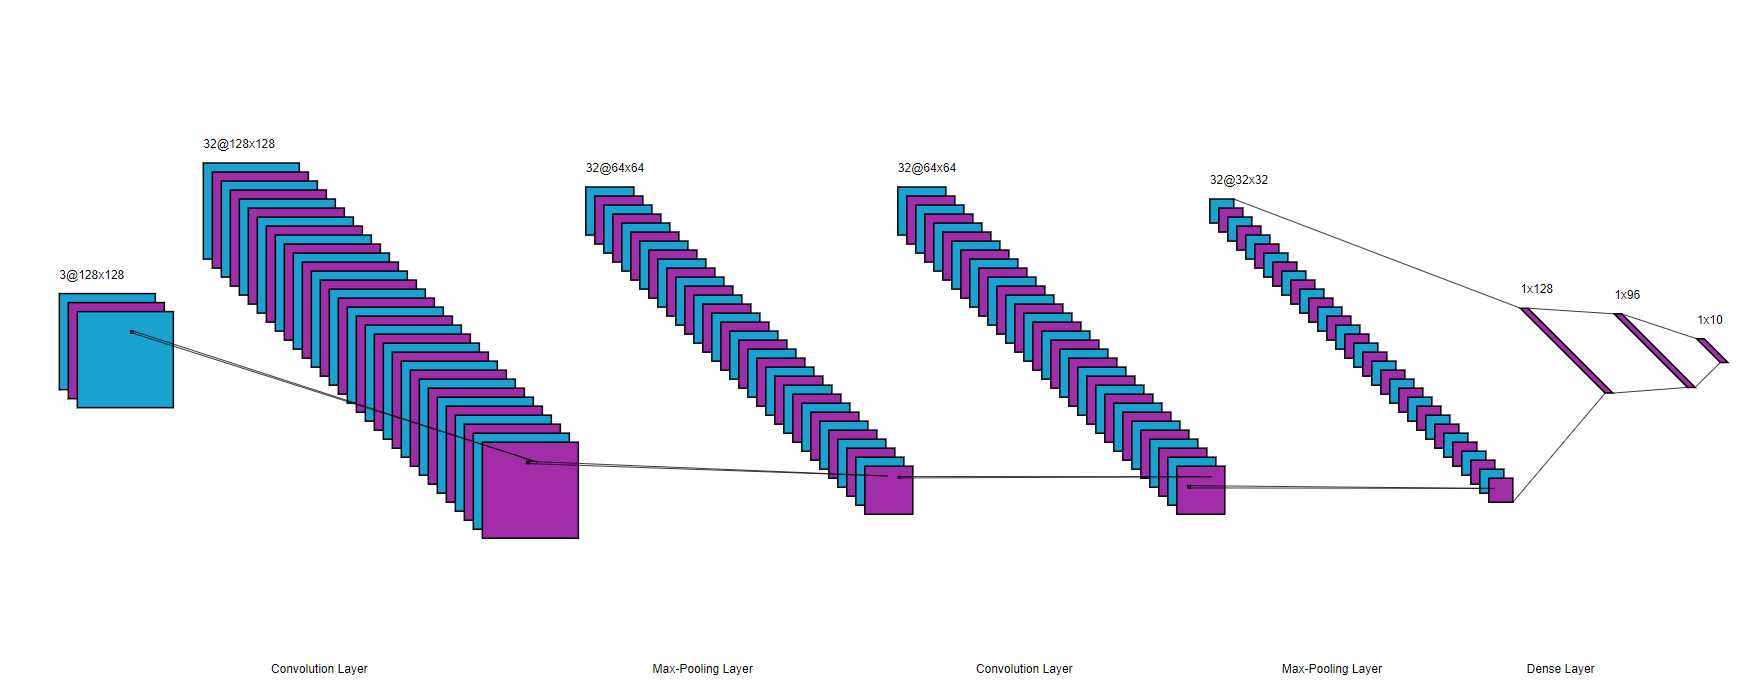 3@128x128
32@128x128
32@64x64
32@64x64
32@32x32
1x128
1x96
1x10
Convolution Layer
Max-Pooling Layer
Convolution Layer
Max-Pooling Layer
Dense Layer